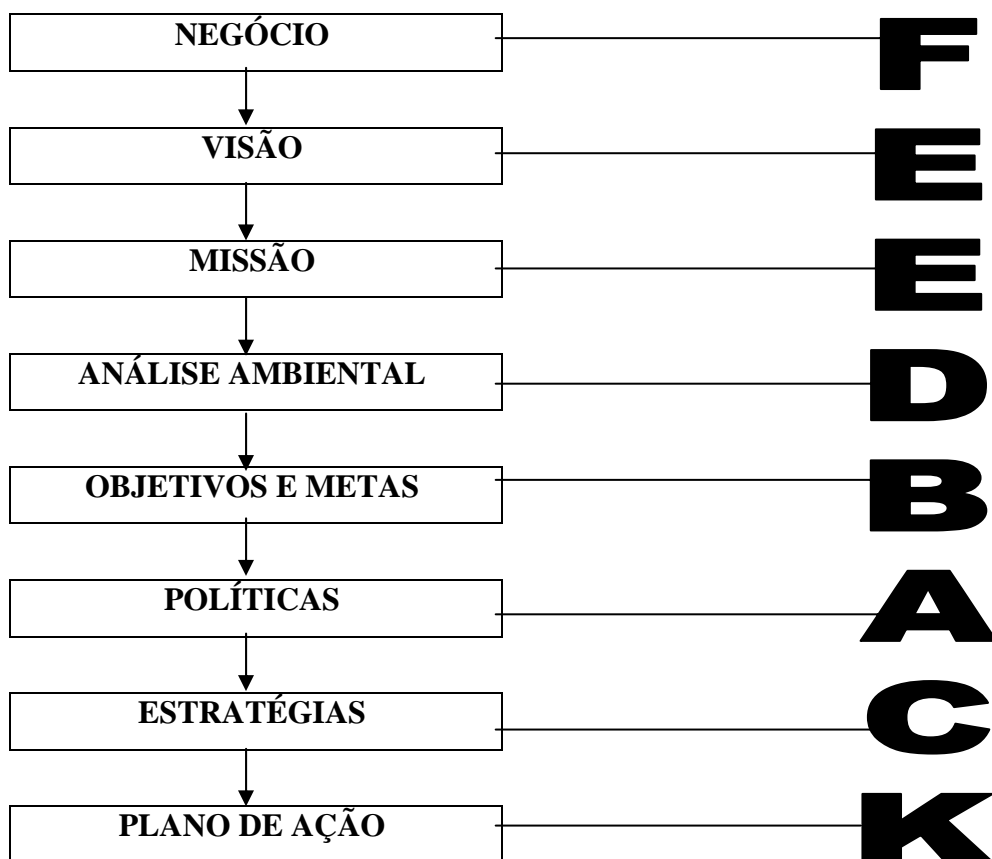 NEGÓCIO
F
VISÃO
E
MISSÃO
E
ANÁLISE AMBIENTAL
D
OBJETIVOS E METAS
B
POLÍTICAS
A
ESTRATÉGIAS
C
PLANO DE AÇÃO
K